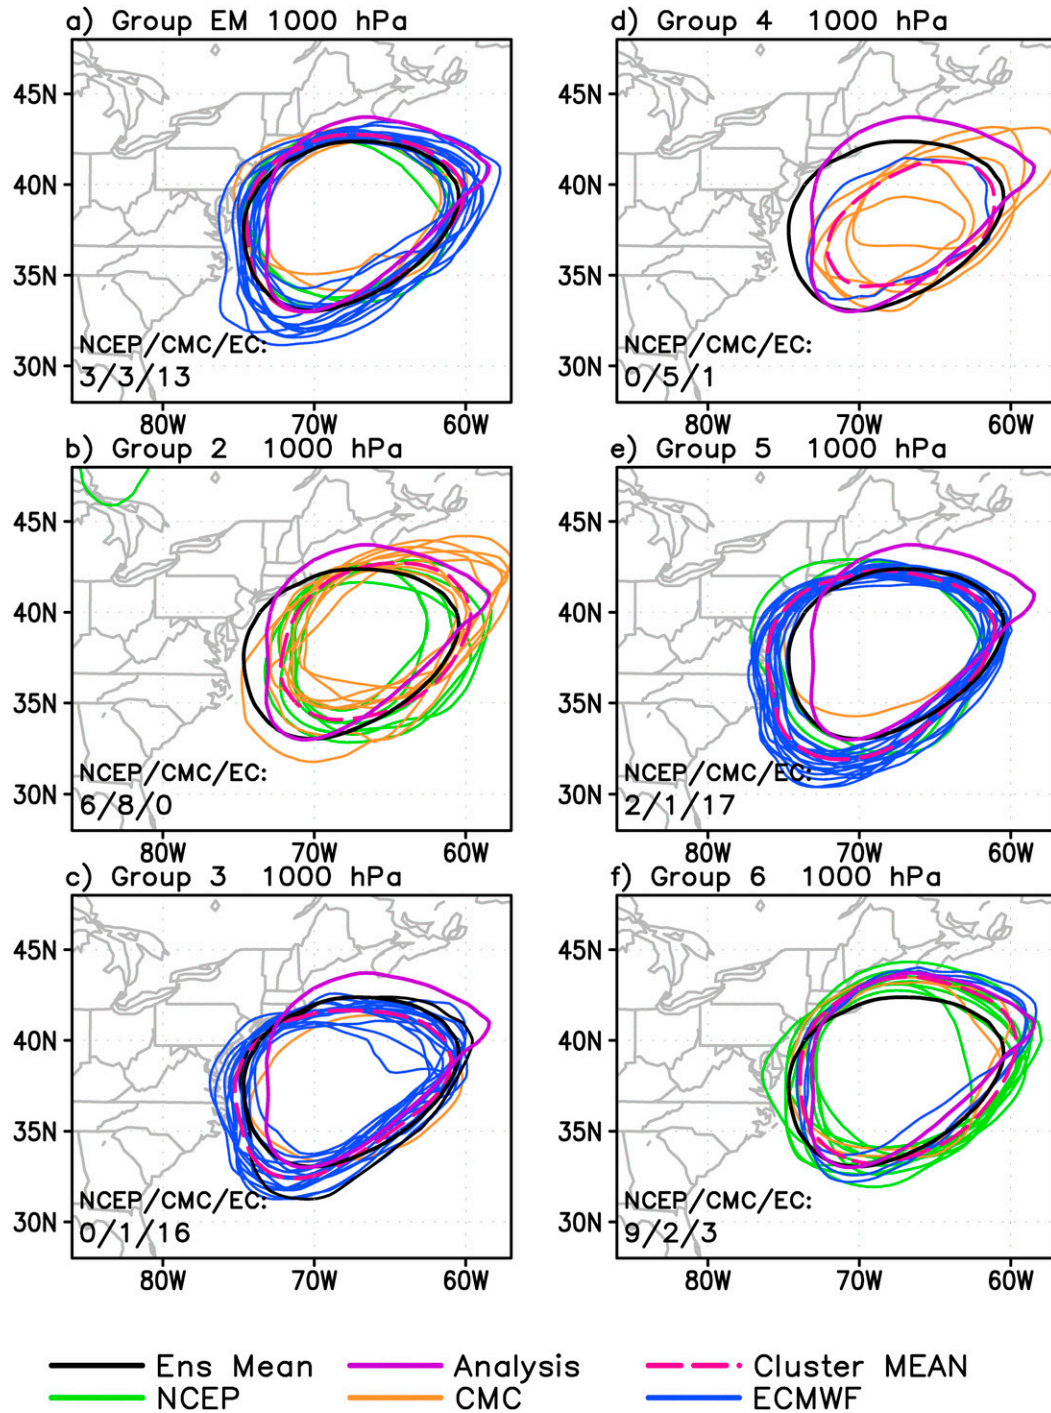 a) Group EM 1000 hPa
45N
40N
35N
30N
NCEP/CMC/EC:
3/3/13
80W 70W 60W
d) Group 4 1000 hPa
45N
40N
35N
30N
NCEP/CMC/EC:
0/5/1
80W 70W 60W
b) Group 2 1000 hPa
45N
40N
35N
30N
NCEP/CMC/EC:
6/8/0
80W 70W 60W
e) Group 5 1000 hPa
45N
40N
35N
30N
NCEP/CMC/EC:
2/1/17
80W 70W 60W
c) Group 3 1000 hPa
45N
40N
35N
30N
NCEP/CMC/EC:
0/1/16
80W 70W 60W
f) Group 6 1000 hPa
45N
40N
35N
30N
NCEP/CMC/EC:
9/2/3
80W 70W 60W
Ens Mean Analysis Cluster MEAN
NCEP CMC ECMWF